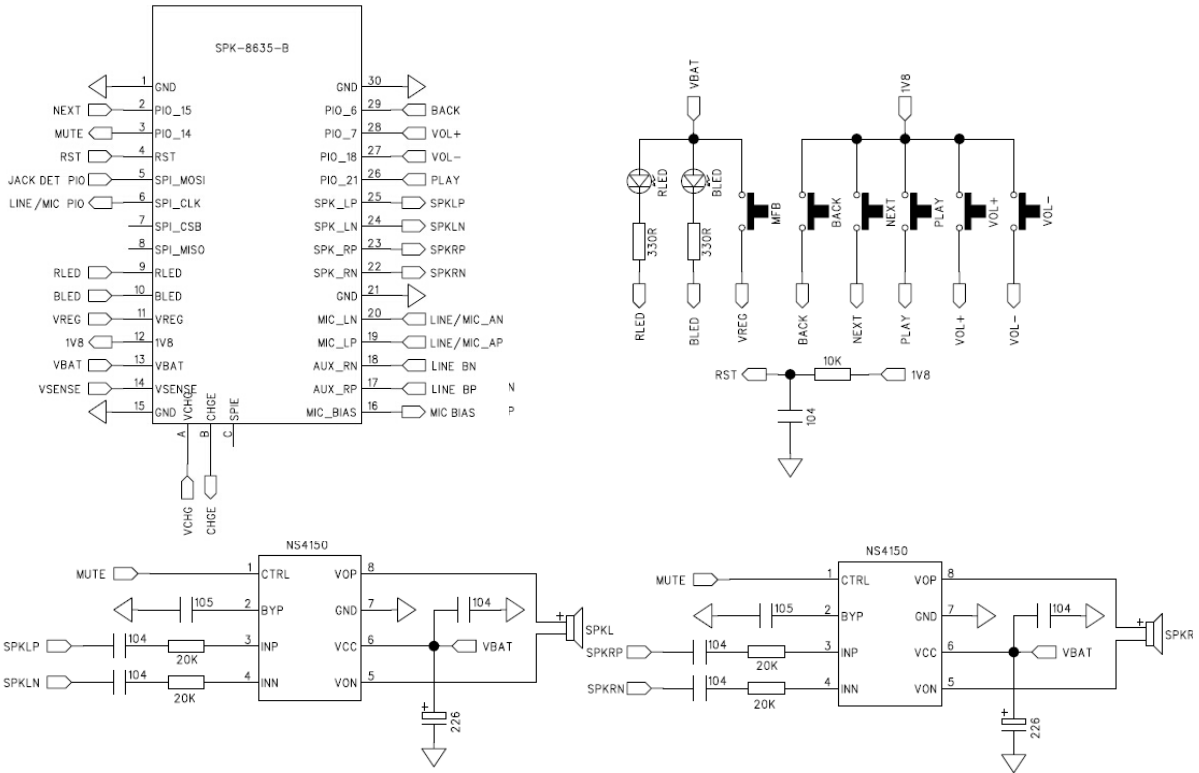 SPK-8635-B
1 GND
NEXT 2 PIO_15
MUTE 3 PIO_14
RST 4 RST
JACK DET PIO 5 SPI_MOSI
LINE/MIC PIO 6 SPI_CLK
7 SPI_CSB
8 SPI_MISO
RLED 9 RLED
BLED 10 BLED
VREG 11 VREG
1V8 12 1V8
VBAT 13 VBAT
VSENSE 14 VSENSE
15 GND
GND 30
PIO_6 29 BACK
PIO_7 28 VOL+
PIO_18 27 VOL-
PIO_21 26 PLAY
SPK_LP 25 SPKLP
SPK_LN 24 SPKLN
SPK_RP 23 SPKRP
SPK_RN 22 SPKRN
GND 21
MIC_LN 20 LINE/MIC_AN
MIC_LP 19 LINE/MIC_AP
AUX_RN 18 LINE BN
AUX_RP 17 LINE BP N
MIC_BIAS 16 MIC BIAS P
VCHG CHGE SPIE
A B C
VCHG CHGE
VBAT
RLED BLED MFB
330R 330R
RLED BLED VREG
1V8
BACK NEXT PLAY VOL+ VOL-
BACK NEXT PLAY VOL+ VOL-
RST 10K 1V8
104
NS4150
MUTE 1 CTRL VOP 8
105 2 BYP GND 7 104
SPKLP 104 20K 3 INP VCC 6 VBAT
SPKLN 104 20K 4 INN VON 5
+ SPKL
+ 226
NS4150
MUTE 1 CTRL VOP 8
105 2 BYP GND 7 104
SPKRP 104 20K 3 INP VCC 6 VBAT
SPKRN 104 20K 4 INN VON 5
+ SPKR
+ 226